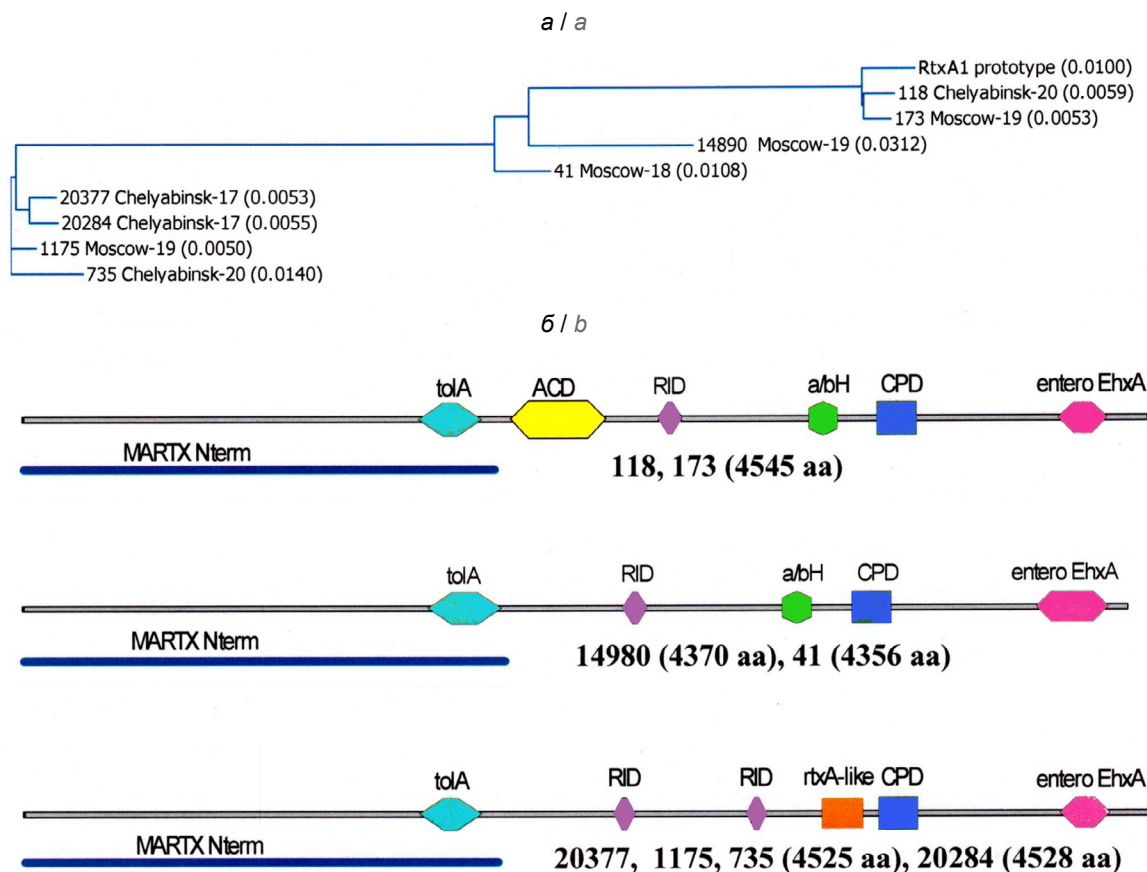 а / a
RtxA1 prototype (0.0100)
118 Chelyabinsk-20 (0.0059)
173 Moscow-19 (0.0053)
14890 Moscow-19 (0.0312)
41 Moscow-18 (0.0108)
20377 Chelyabinsk-17 (0.0053)
20284 Chelyabinsk-17 (0.0055)
1175 Moscow-19 (0.0050)
735 Chelyabinsk-20 (0.0140)
б / b
tolA ACD RID a/bH CPD entero EhxA
MARTX Nterm
118, 173 (4545 aa)
tolA RID a/bH CPD entero EhxA
MARTX Nterm
14980 (4370 aa), 41 (4356 aa)
tolA RID RID rtxA-like CPD entero EhxA
MARTX Nterm
20377, 1175, 735 (4525 aa), 20284 (4528 aa)